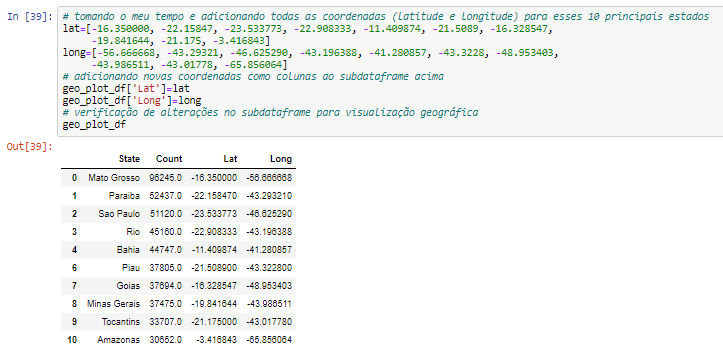 In [39]: # tomando o meu tempo e adicionando todas as coordenadas (latitude e longitude) para esses 10 principais estados
lat=[-16.350000, -22.15847, -23.533773, -22.908333, -11.409874, -21.5089, -16.328547,
-19.841644, -21.175, -3.416843]
long=[-56.666668, -43.29321, -46.625290, -43.196388, -41.280857, -43.3228, -48.953403,
-43.986511, -43.01778, -65.856064]
# adicionando novas coordenadas como colunas ao subdataframe acima
geo_plot_df['Lat']=lat
geo_plot_df['Long']=long
# verificação de alterações no subdataframe para visualização geográfica
geo_plot_df
Out[39]:
State Count Lat Long
0 Mato Grosso 96245.0 -16.350000 -56.666668
1 Paraiba 52437.0 -22.158470 -43.293210
2 Sao Paulo 51120.0 -23.533773 -46.625290
3 Rio 45160.0 -22.908333 -43.196388
4 Bahia 44747.0 -11.409874 -41.280857
6 Piau 37805.0 -21.508900 -43.322800
7 Goias 37694.0 -16.328547 -48.953403
8 Minas Gerais 37475.0 -19.841644 -43.986511
9 Tocantins 33707.0 -21.175000 -43.017780
10 Amazonas 30652.0 -3.416843 -65.856064